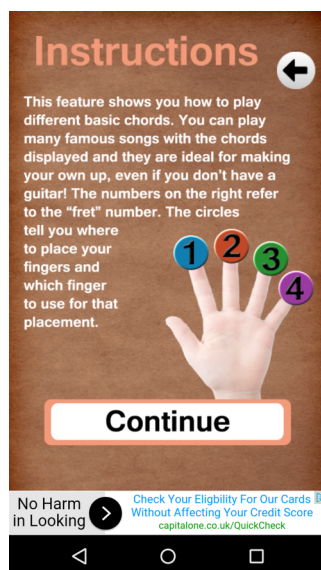 Instructions
This feature shows you how to play
different basic chords. You can play
many famous songs with the chords
displayed and they are ideal for making
your own up, even if you don't have a
guitar! The numbers on the right refer
to the "fret" number. The circles
tell you where
to place your
fingers and
which finger
to use for that
placement.
1
2
3
4
Continue
No Harm
in Looking
Check Your Eligbility For Our Cards
Without Affecting Your Credit Score
capitalone.co.uk/QuickCheck